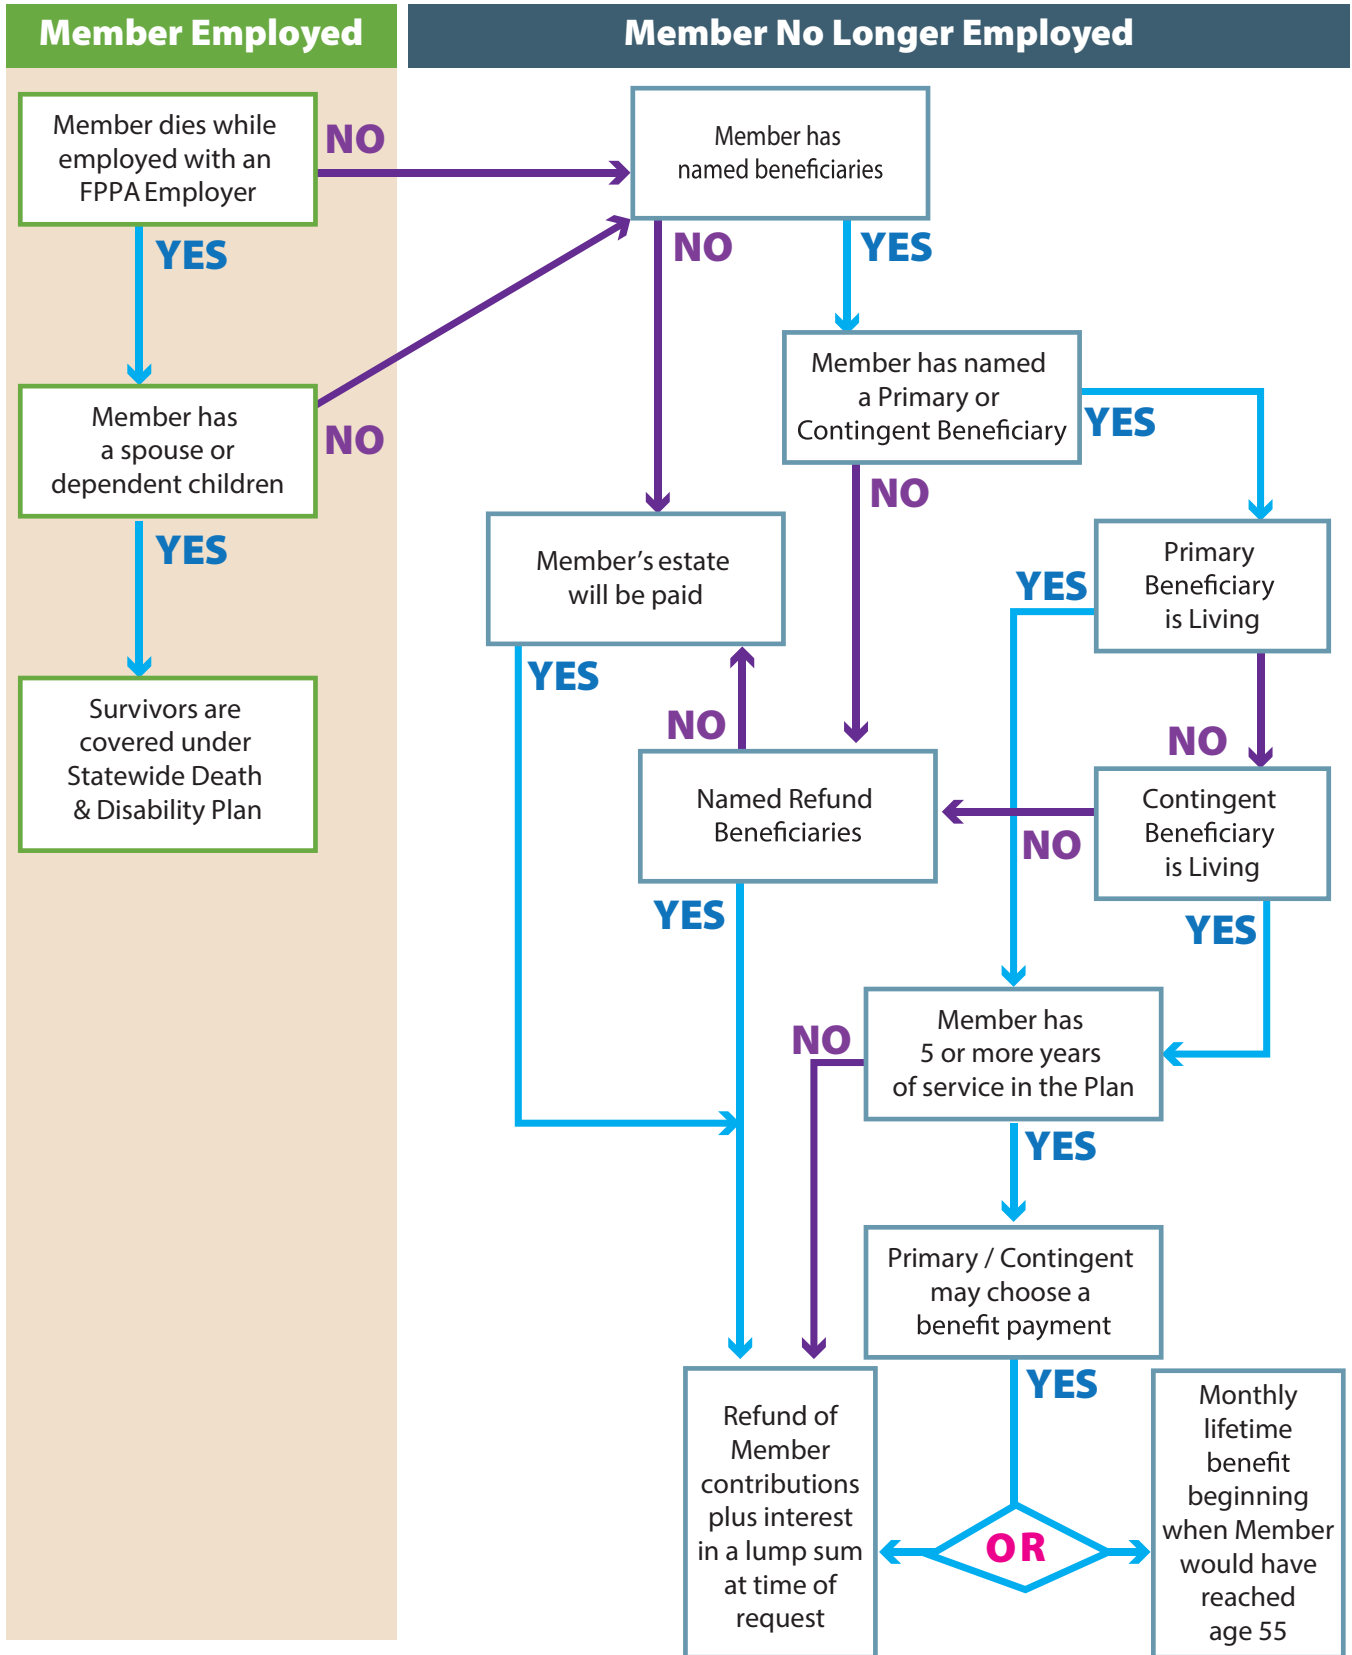 Member Employed
Member No Longer Employed
Member dies while
employed with an
FPPA Employer
NO
YES
Member has
a spouse or
dependent children
NO
YES
Survivors are
covered under
Statewide Death
& Disability Plan
Member has
named beneficiaries
NO
YES
Member has named
a Primary or
Contingent Beneficiary
YES
NO
Member’s estate
will be paid
YES
Primary
Beneficiary
is Living
YES
NO
Named Refund
Beneficiaries
NO
YES
Contingent
Beneficiary
is Living
NO
YES
Member has
5 or more years
of service in the Plan
NO
YES
Primary / Contingent
may choose a
benefit payment
YES
Refund of
Member
contributions
plus interest
in a lump sum
at time of
request
OR
Monthly
lifetime
benefit
beginning
when Member
would have
reached
age 55